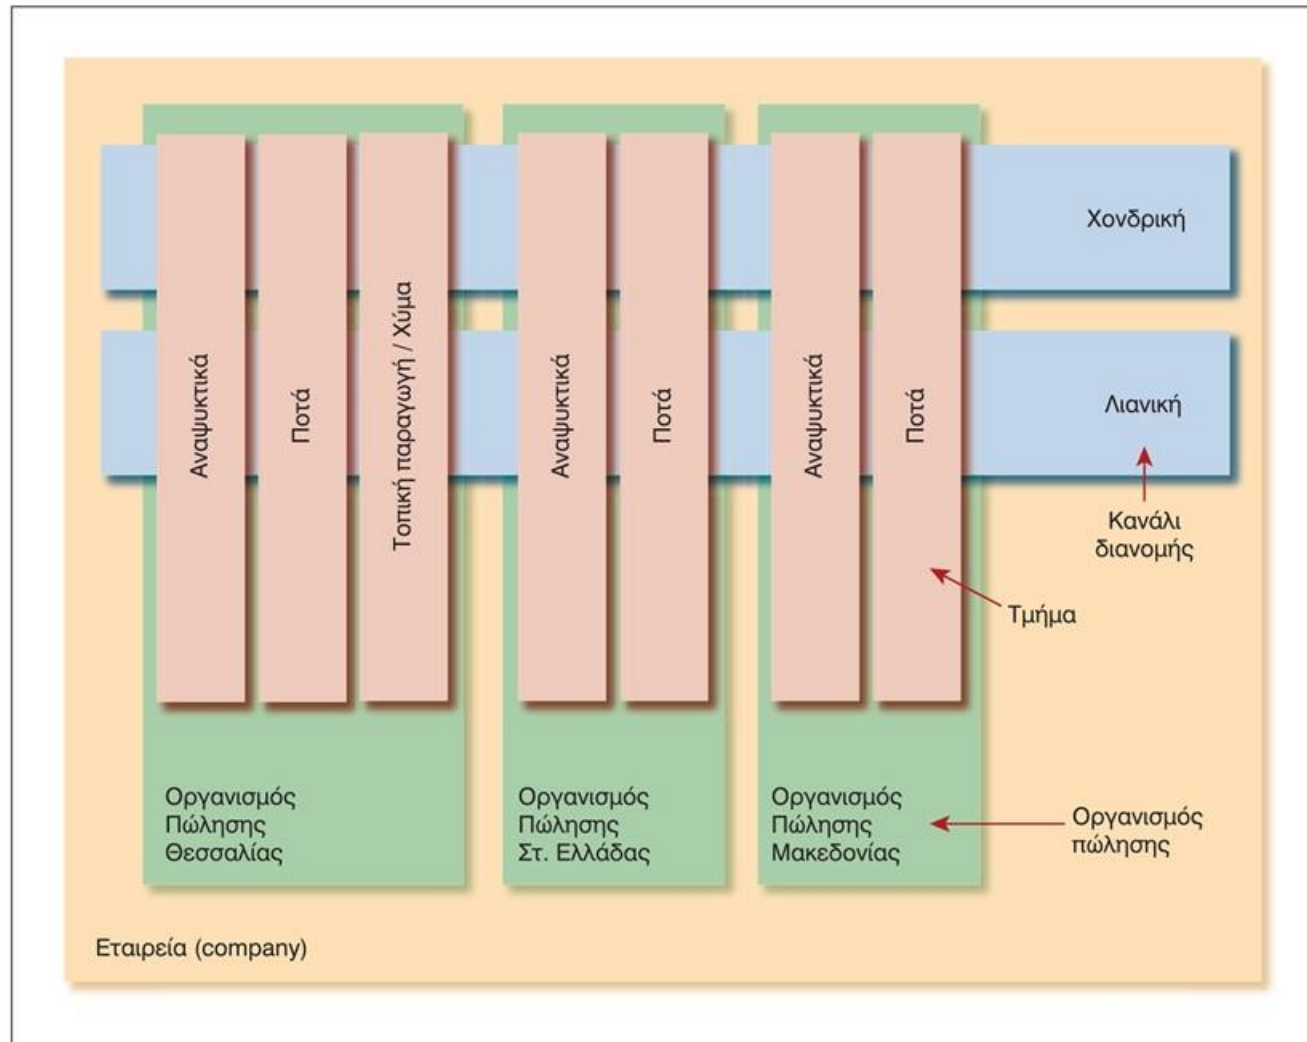 Χονδρική
Λιανική
Αναψυκτικά
Ποτά
Τοπική παραγωγή / Χύμα
Αναψυκτικά
Ποτά
Αναψυκτικά
Ποτά
Κανάλι
διανομής
Τμήμα
Οργανισμός
Πώλησης
Θεσσαλίας
Οργανισμός
Πώλησης
Στ. Ελλάδας
Οργανισμός
Πώλησης
Μακεδονίας
Οργανισμός
πώλησης
Εταιρεία (company)